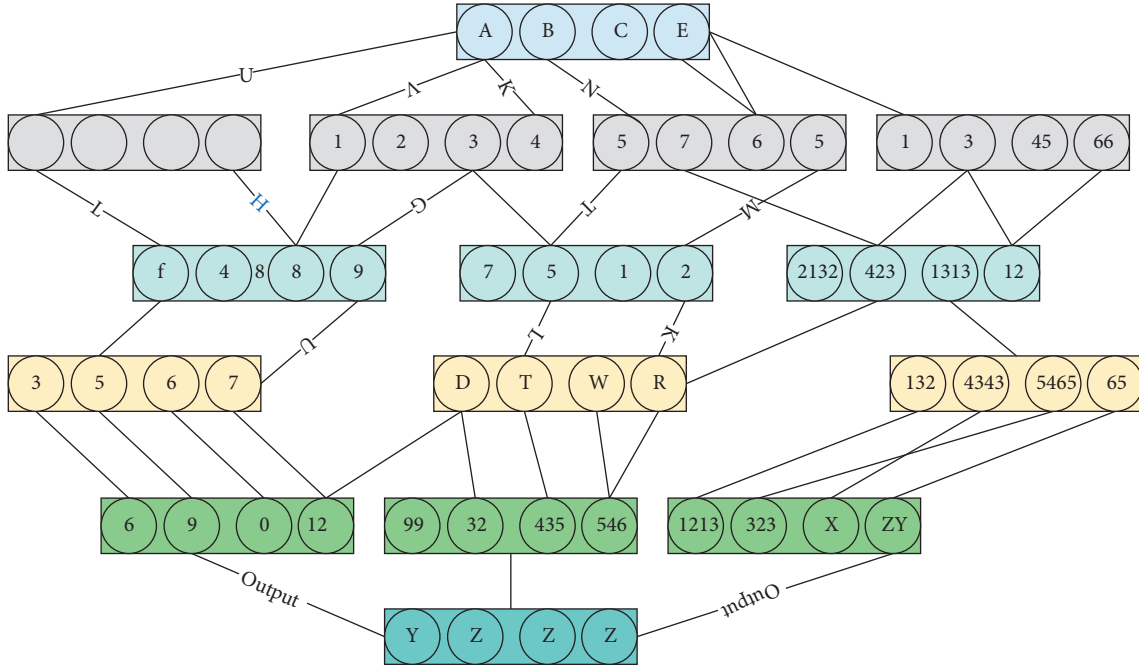 A B C E
U V K N
1 2 3 4 5 7 6 5 1 3 45 66
L H G T M
f 4 8 8 9 7 5 1 2 2132 423 1313 12
U L K
3 5 6 7 D T W R 132 4343 5465 65
6 9 0 12 99 32 435 546 1213 323 X ZY
Output Output
Y Z Z Z